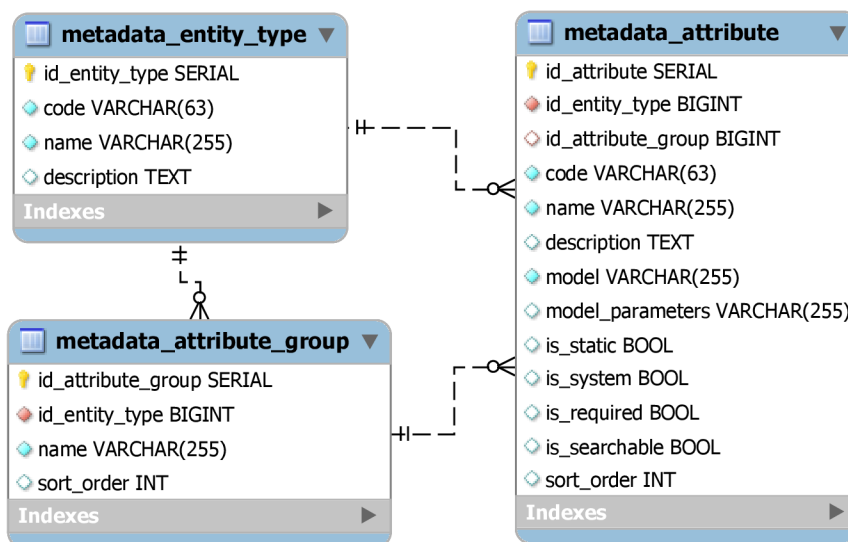 metadata_entity_type
id_entity_type SERIAL
code VARCHAR(63)
name VARCHAR(255)
description TEXT
Indexes
metadata_attribute_group
id_attribute_group SERIAL
id_entity_type BIGINT
name VARCHAR(255)
sort_order INT
Indexes
metadata_attribute
id_attribute SERIAL
id_entity_type BIGINT
id_attribute_group BIGINT
code VARCHAR(63)
name VARCHAR(255)
description TEXT
model VARCHAR(255)
model_parameters VARCHAR(255)
is_static BOOL
is_system BOOL
is_required BOOL
is_searchable BOOL
sort_order INT
Indexes